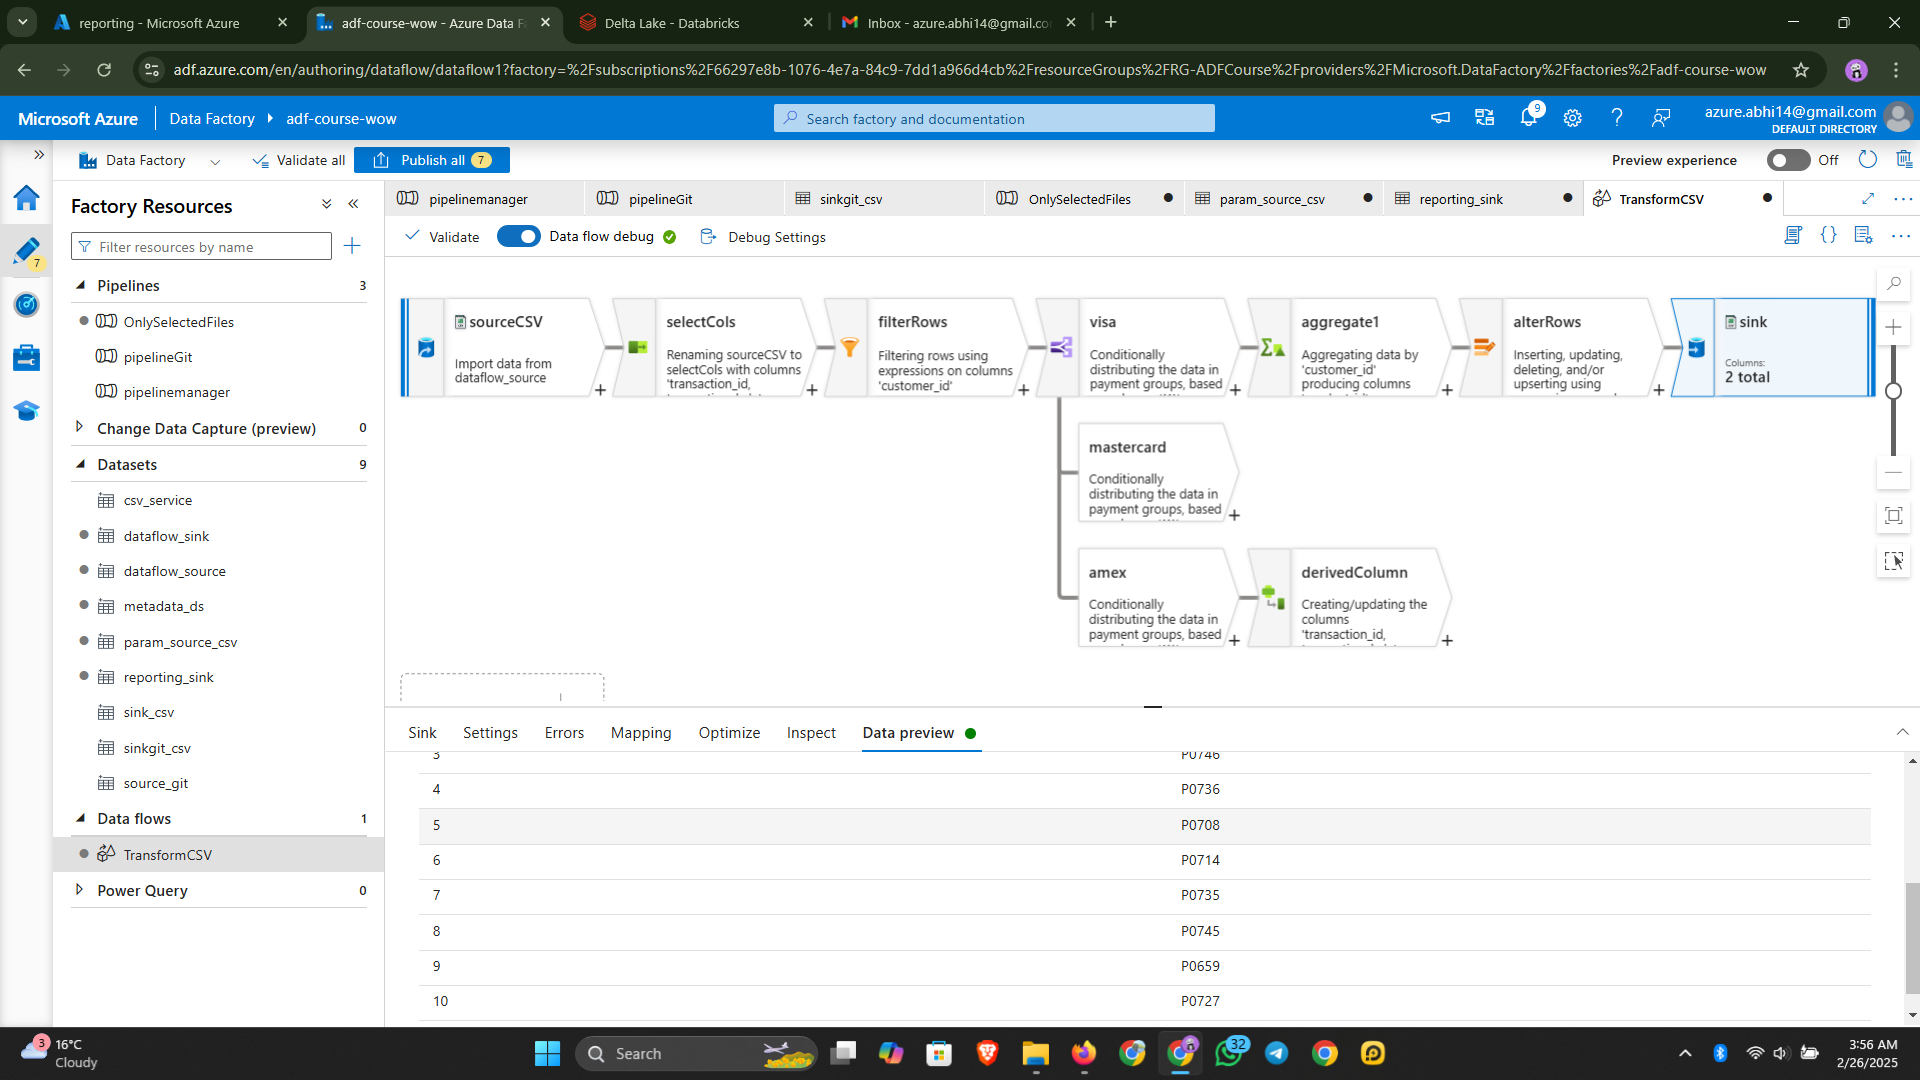 reporting - Microsoft Azure
adf-course-wow - Azure Data F
Delta Lake - Databricks
Inbox - azure.abhi14@gmail.co
adf.azure.com/en/authoring/dataflow/dataflow1?factory=%2Fsubscriptions%2F66297e8b-1076-4e7a-84c9-7dd1a966d4cb%2FresourceGroups%2FRG-ADFCourse%2Fproviders%2FMicrosoft.DataFactory%2Ffactories%2Fadf-course-wow
Microsoft Azure
Data Factory
adf-course-wow
Search factory and documentation
9
azure.abhi14@gmail.com
DEFAULT DIRECTORY
Data Factory
Validate all
Publish all 7
Preview experience
Off
7
Factory Resources
Filter resources by name
Pipelines 3
OnlySelectedFiles
pipelineGit
pipelinemanager
Change Data Capture (preview) 0
Datasets 9
csv_service
dataflow_sink
dataflow_source
metadata_ds
param_source_csv
reporting_sink
sink_csv
sinkgit_csv
source_git
Data flows 1
TransformCSV
Power Query 0
pipelinemanager
pipelineGit
sinkgit_csv
OnlySelectedFiles
param_source_csv
reporting_sink
TransformCSV
Validate
Data flow debug
Debug Settings
sourceCSV
Import data from
dataflow_source
selectCols
Renaming sourceCSV to
selectCols with columns
'transaction_id,
filterRows
Filtering rows using
expressions on columns
'customer_id'
visa
Conditionally
distributing the data in
payment groups, based
aggregate1
Aggregating data by
'customer_id'
producing columns
alterRows
Inserting, updating,
deleting, and/or
upserting using
sink
Columns:
2 total
mastercard
Conditionally
distributing the data in
payment groups, based
amex
Conditionally
distributing the data in
payment groups, based
derivedColumn
Creating/updating the
columns
'transaction_id,
Sink
Settings
Errors
Mapping
Optimize
Inspect
Data preview
3 P0746
4 P0736
5 P0708
6 P0714
7 P0735
8 P0745
9 P0659
10 P0727
3
16°C
Cloudy
Search
32
3:56 AM
2/26/2025